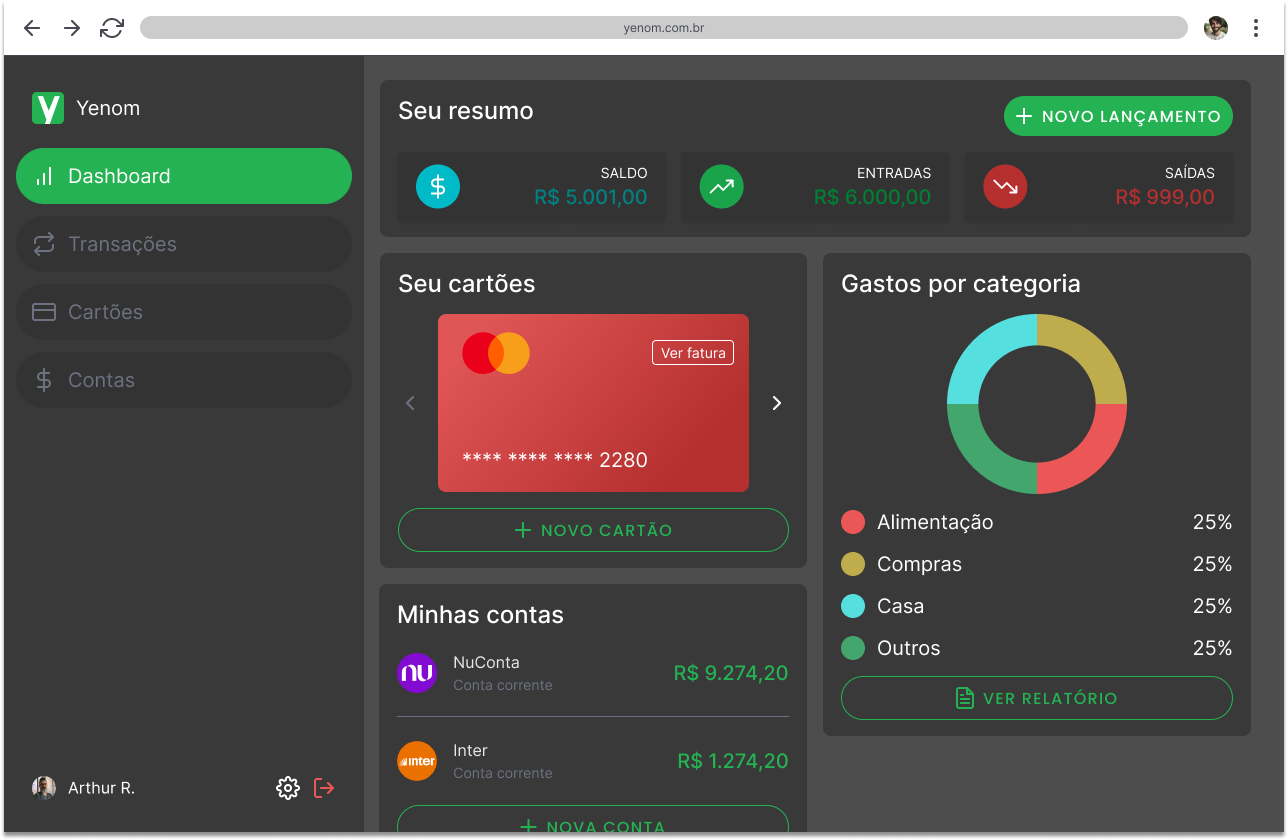 yenom.com.br
Yenom
Dashboard
Transações
Cartões
Contas
Arthur R.
Seu resumo
NOVO LANÇAMENTO
SALDO
R$ 5.001,00
ENTRADAS
R$ 6.000,00
SAÍDAS
R$ 999,00
Seu cartões
Ver fatura
**** **** **** 2280
NOVO CARTÃO
Minhas contas
nu
NuConta
Conta corrente
R$ 9.274,20
inter
Inter
Conta corrente
R$ 1.274,20
NOVA CONTA
Gastos por categoria
Alimentação 25%
Compras 25%
Casa 25%
Outros 25%
VER RELATÓRIO